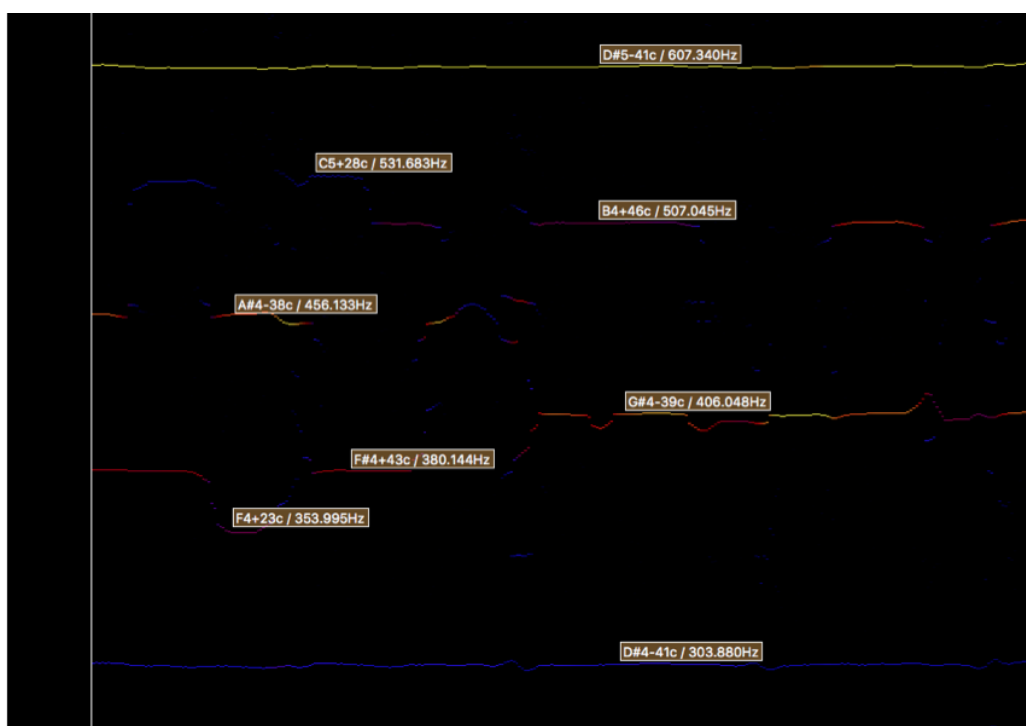 D#5-41c / 607.340Hz
C5+28c / 531.683Hz
B4+46c / 507.045Hz
A#4-38c / 456.133Hz
G#4-39c / 406.048Hz
F#4+43c / 380.144Hz
F4+23c / 353.995Hz
D#4-41c / 303.880Hz